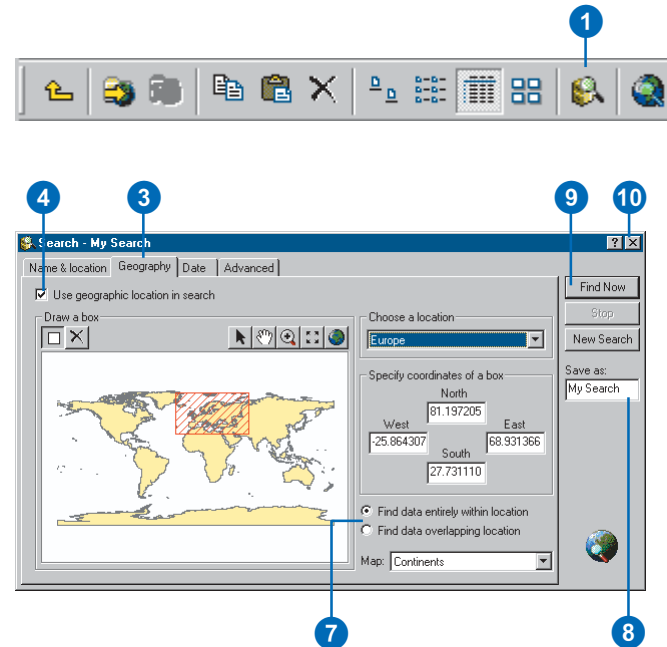 1
4
3
9
10
Search - My Search
Name & location Geography Date Advanced
Use geographic location in search
Draw a box
Choose a location
Europe
Specify coordinates of a box
North
81.197205
West
East
-25.864307
68.931366
South
27.731110
Find data entirely within location
Find data overlapping location
Map: Continents
Find Now
Stop
New Search
Save as:
My Search
7
8